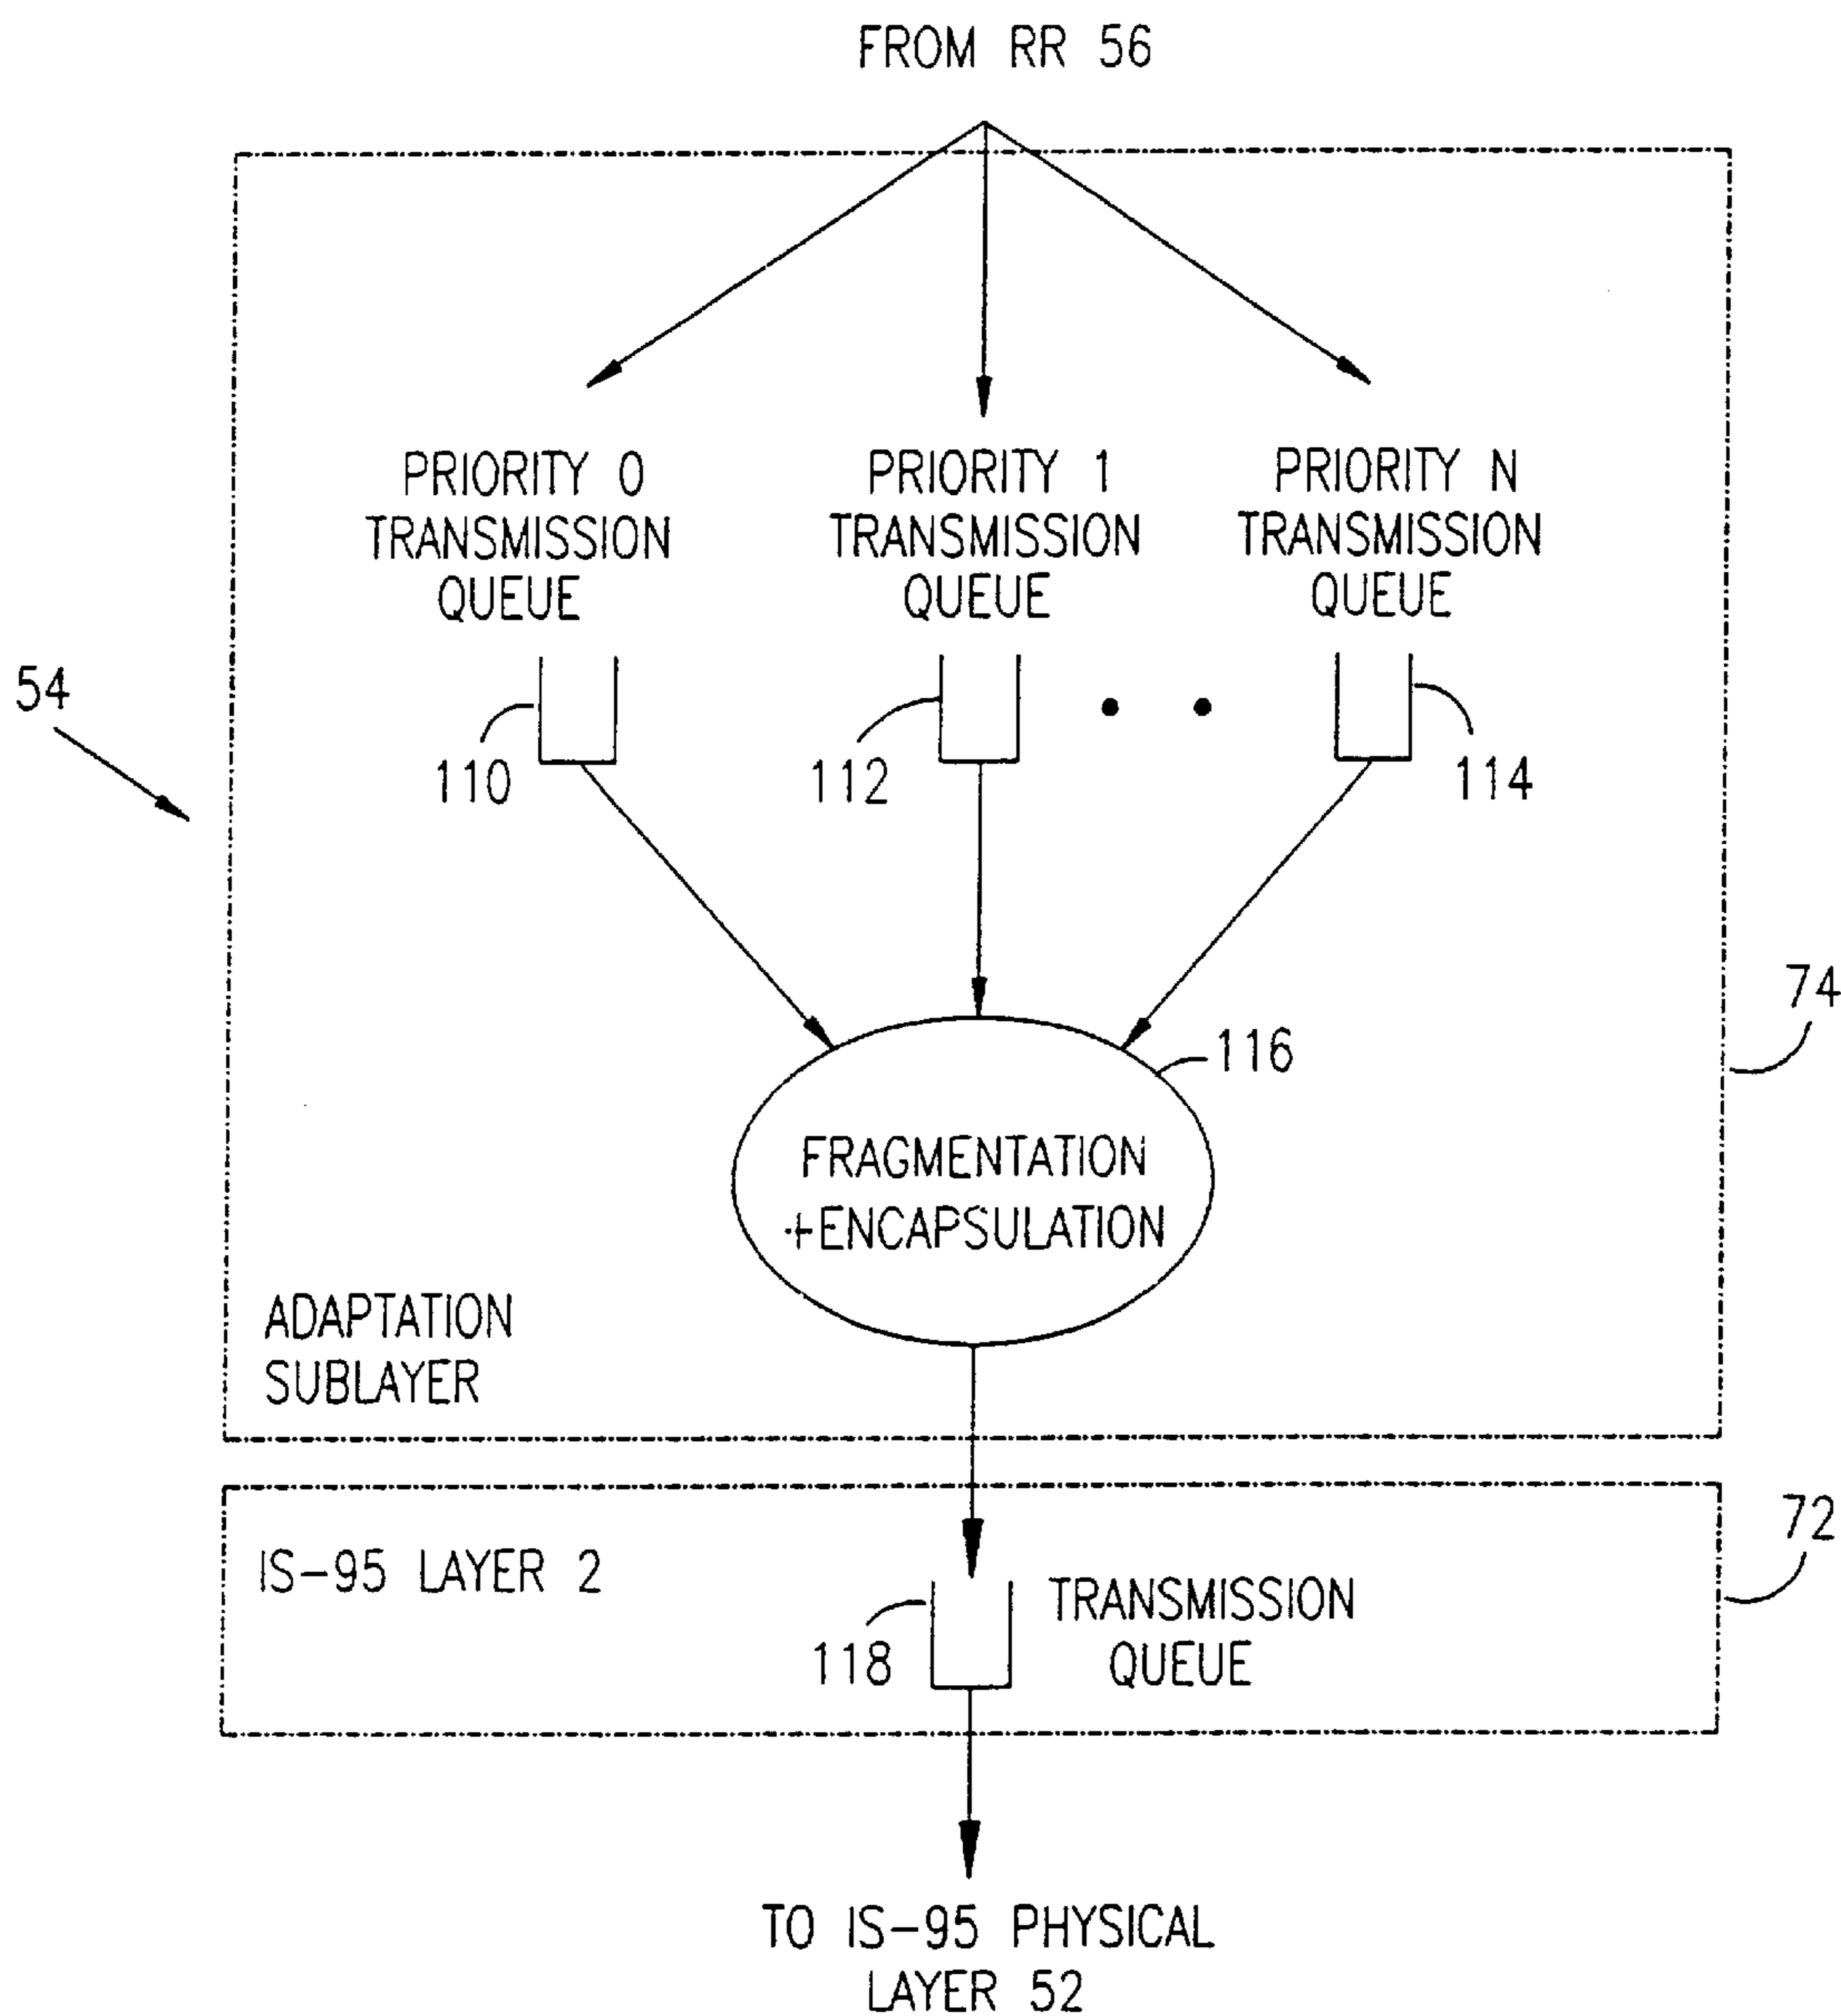 FROM RR 56
PRIORITY 0
TRANSMISSION
QUEUE
PRIORITY 1
TRANSMISSION
QUEUE
PRIORITY N
TRANSMISSION
QUEUE
54
110
112
114
74
116
FRAGMENTATION
+ENCAPSULATION
ADAPTATION
SUBLAYER
72
IS-95 LAYER 2
118
TRANSMISSION
QUEUE
TO IS-95 PHYSICAL
LAYER 52